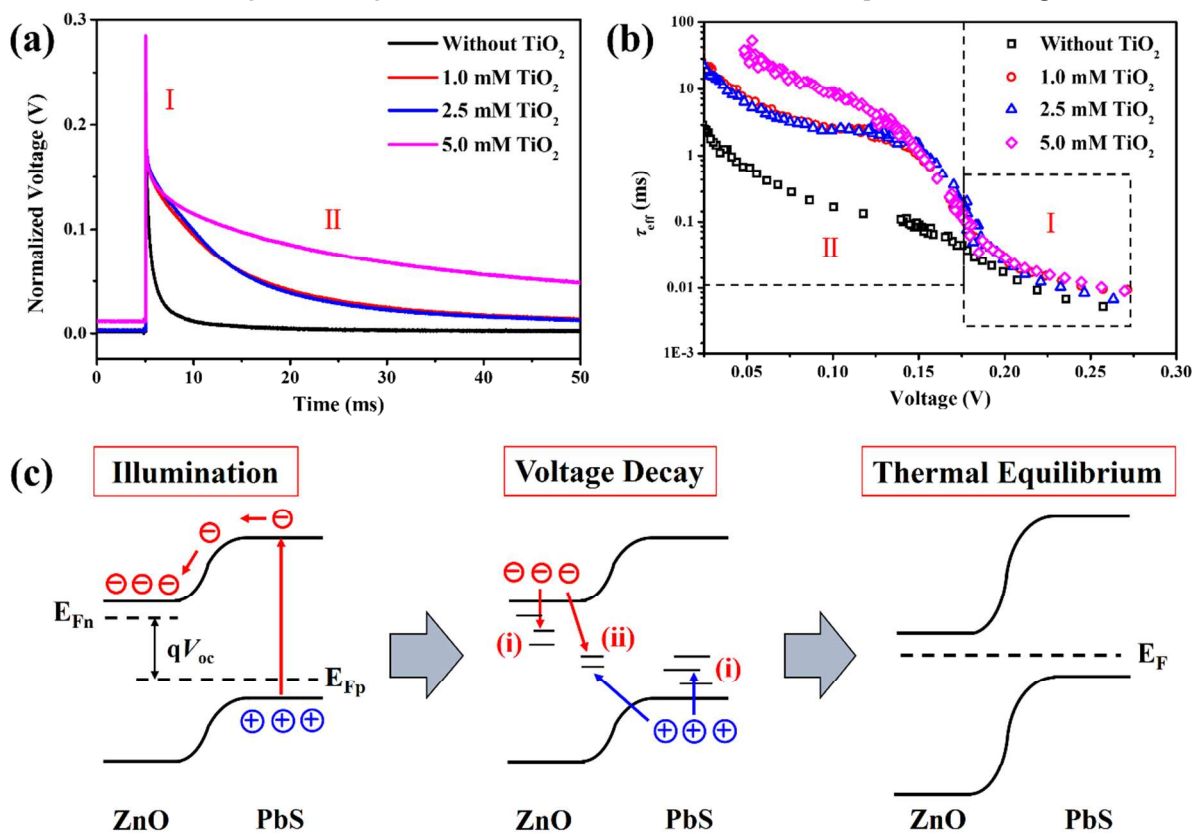 (a)
Normalized Voltage (V)
0.3
0.2
0.1
0.0
I
II
Without TiO₂
1.0 mM TiO₂
2.5 mM TiO₂
5.0 mM TiO₂
0 10 20 30 40 50
Time (ms)
(b)
τeff (ms)
100
10
1
0.1
0.01
1E-3
Without TiO₂
1.0 mM TiO₂
2.5 mM TiO₂
5.0 mM TiO₂
I
II
0.05 0.10 0.15 0.20 0.25 0.30
Voltage (V)
(c)
Illumination
EFn
qVoc
EFp
ZnO PbS
Voltage Decay
(i)
(ii)
(i)
ZnO PbS
Thermal Equilibrium
EF
ZnO PbS